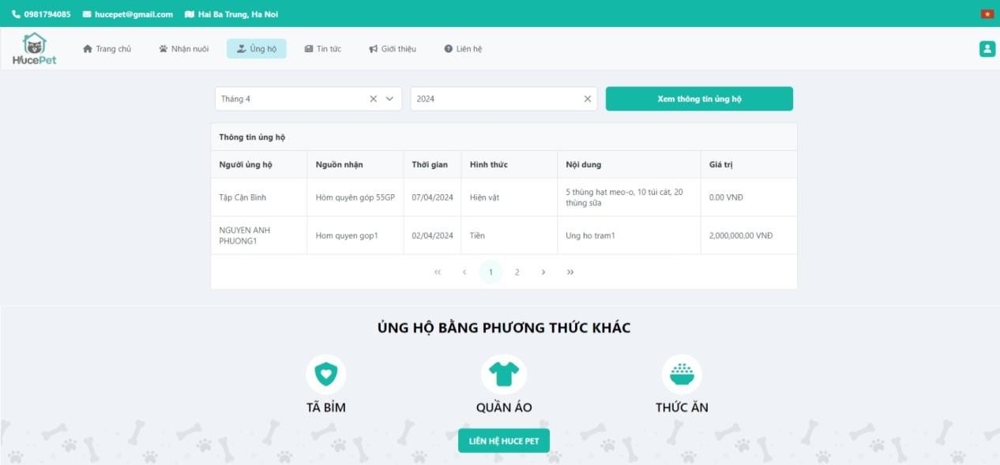 0981794085 hucepet@gmail.com Hai Ba Trung, Ha Noi
HucePet Trang chủ Nhận nuôi Ủng hộ Tin tức Giới thiệu Liên hệ
Tháng 4 2024 Xem thông tin ủng hộ
Thông tin ủng hộ
Người ủng hộ Nguồn nhận Thời gian Hình thức Nội dung Giá trị
Tập Cận Bình Hòm quyên góp 55GP 07/04/2024 Hiện vật 5 thùng hạt meo-o, 10 túi cát, 20 0.00 VNĐ
thùng sữa
NGUYEN ANH Hom quyen gop1 02/04/2024 Tiền Ung ho tram1 2,000,000.00 VNĐ
PHUONG1
« ‹ 1 2 › »
ỦNG HỘ BẰNG PHƯƠNG THỨC KHÁC
TÃ BỈM QUẦN ÁO THỨC ĂN
LIÊN HỆ HUCE PET